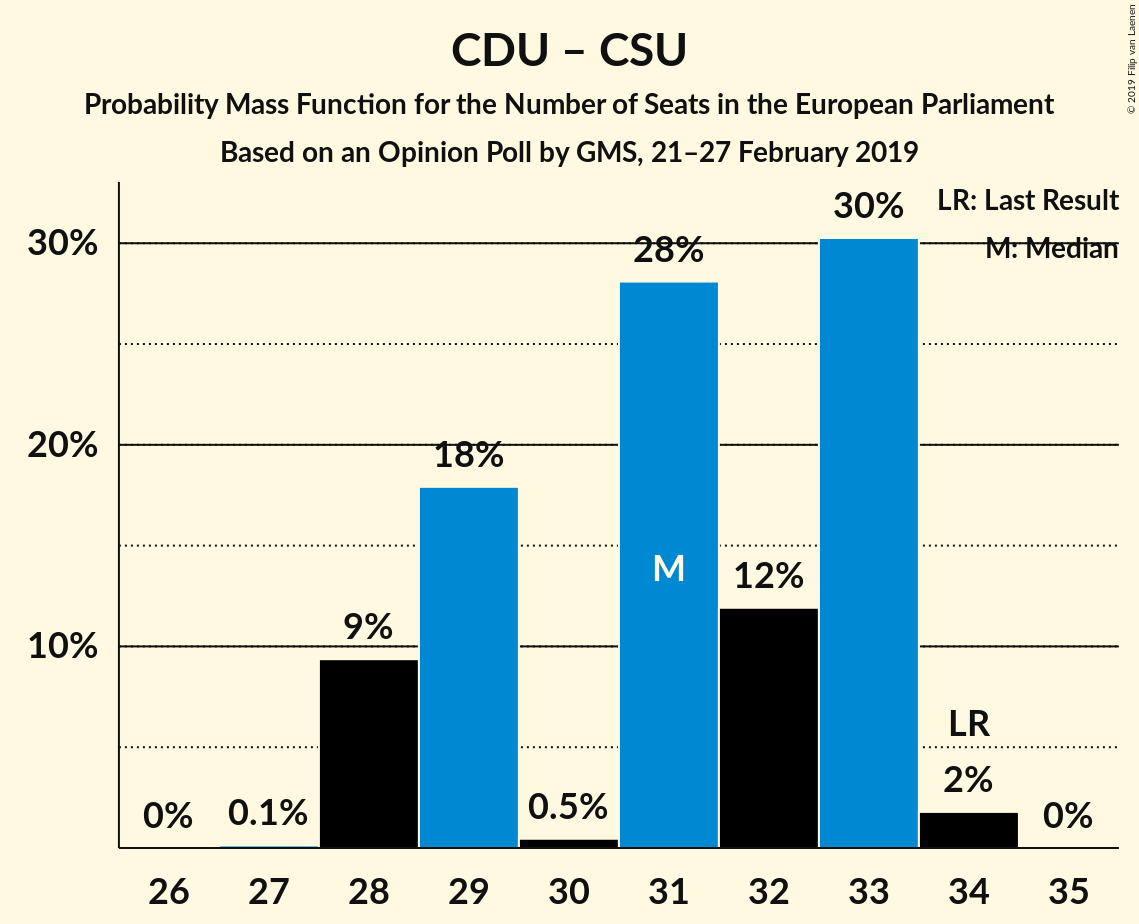 CDU – CSU
Probability Mass Function for the Number of Seats in the European Parliament
Based on an Opinion Poll by GMS, 21–27 February 2019
© 2019 Filip van Laenen
LR: Last Result
M: Median
30%
20%
10%
0%
0.1%
9%
18%
0.5%
28%
M
12%
30%
LR
2%
0%
26 27 28 29 30 31 32 33 34 35